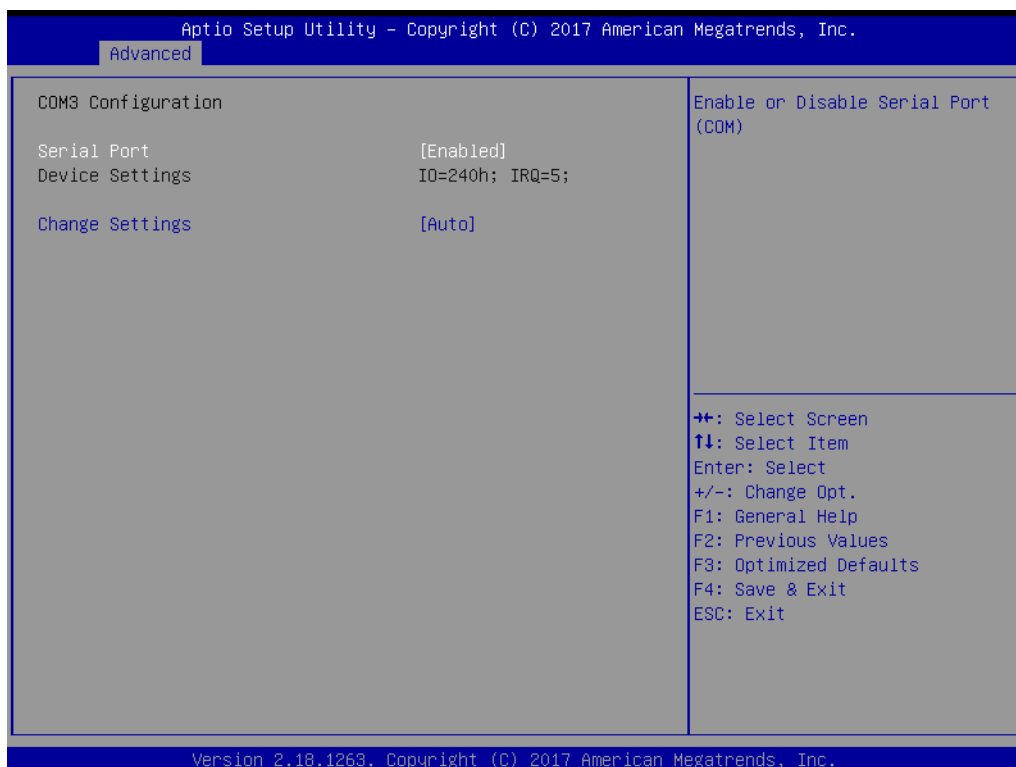 Aptio Setup Utility – Copyright (C) 2017 American Megatrends, Inc.
Advanced
COM3 Configuration
Serial Port [Enabled]
Device Settings IO=240h; IRQ=5;
Change Settings [Auto]
Enable or Disable Serial Port
(COM)
→←: Select Screen
↑↓: Select Item
Enter: Select
+/-: Change Opt.
F1: General Help
F2: Previous Values
F3: Optimized Defaults
F4: Save & Exit
ESC: Exit
Version 2.18.1263. Copyright (C) 2017 American Megatrends, Inc.